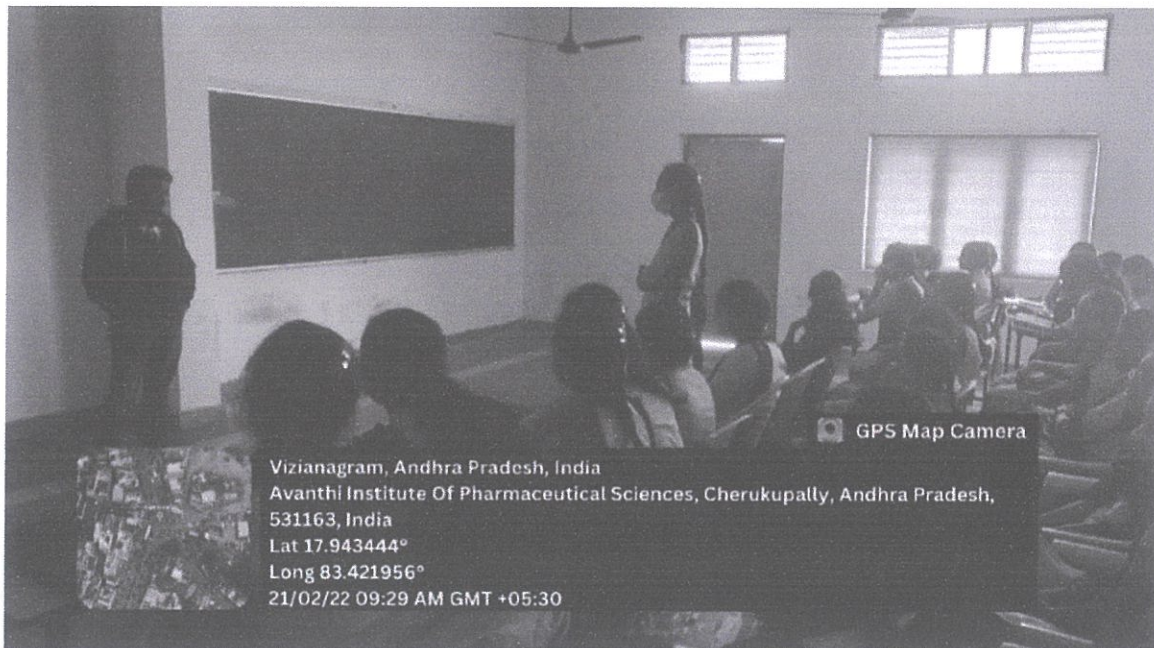 GPS Map Camera
Vizianagram, Andhra Pradesh, India
Avanthi Institute Of Pharmaceutical Sciences, Cherukupally, Andhra Pradesh,
531163, India
Lat 17.943444°
Long 83.421956°
21/02/22 09:29 AM GMT +05:30